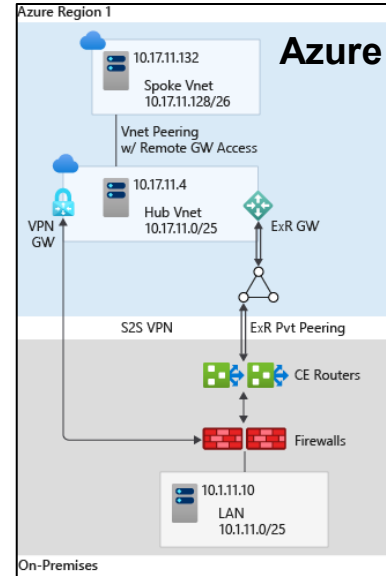 Azure Region 1
Azure
10.17.11.132
Spoke Vnet
10.17.11.128/26
Vnet Peering
w/ Remote GW Access
10.17.11.4
Hub Vnet
10.17.11.0/25
VPN
GW
ExR GW
S2S VPN
ExR Pvt Peering
CE Routers
Firewalls
10.1.11.10
LAN
10.1.11.0/25
On-Premises